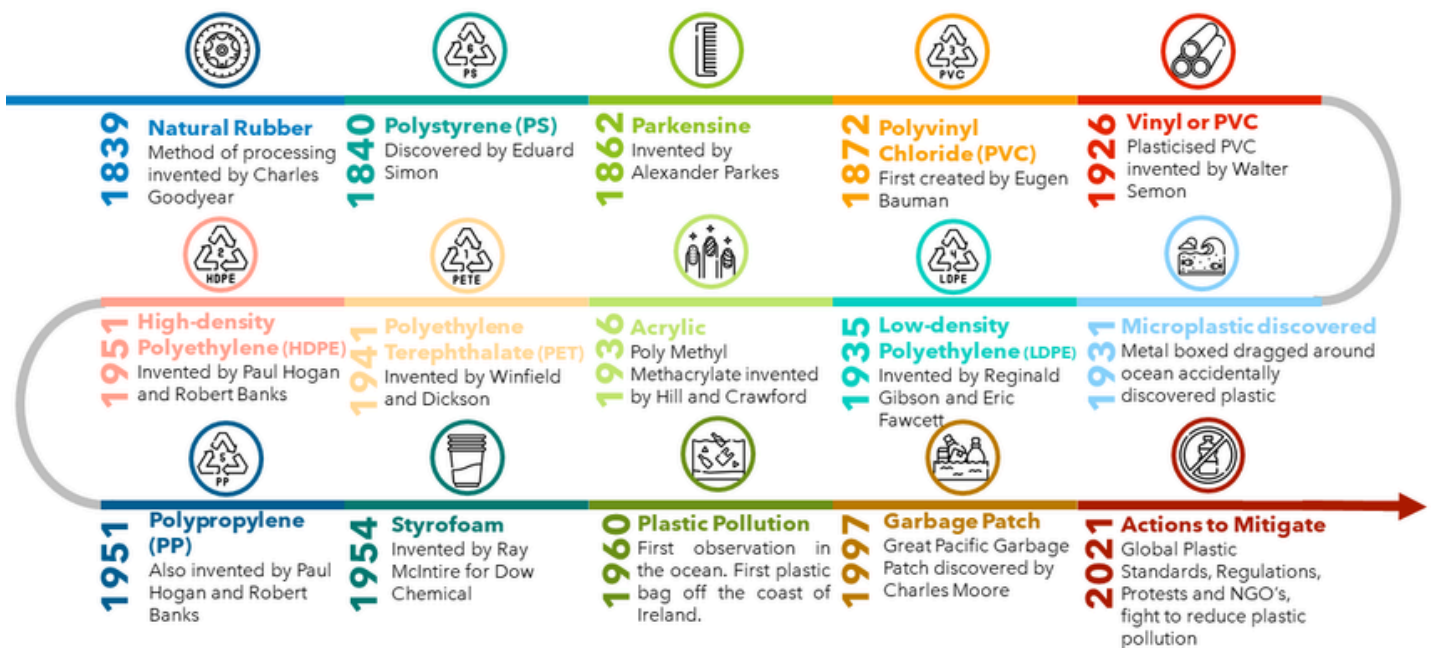 6
PS
3
PVC
1839
Natural Rubber
Method of processing
invented by Charles
Goodyear
1840
Polystyrene (PS)
Discovered by Eduard
Simon
1862
Parkensine
Invented by
Alexander Parkes
1872
Polyvinyl
Chloride (PVC)
First created by Eugen
Bauman
1926
Vinyl or PVC
Plasticised PVC
invented by Walter
Semon
2
HDPE
1
PETE
4
LDPE
1951
High-density
Polyethylene (HDPE)
Invented by Paul Hogan
and Robert Banks
1941
Polyethylene
Terephthalate (PET)
Invented by Winfield
and Dickson
1936
Acrylic
Poly Methyl
Methacrylate invented
by Hill and Crawford
1935
Low-density
Polyethylene (LDPE)
Invented by Reginald
Gibson and Eric
Fawcett
1931
Microplastic discovered
Metal boxed dragged around
ocean accidentally
discovered plastic
5
PP
1951
Polypropylene
(PP)
Also invented by Paul
Hogan and Robert
Banks
1954
Styrofoam
Invented by Ray
McIntire for Dow
Chemical
1960
Plastic Pollution
First observation in
the ocean. First plastic
bag off the coast of
Ireland.
1997
Garbage Patch
Great Pacific Garbage
Patch discovered by
Charles Moore
2021
Actions to Mitigate
Global Plastic
Standards, Regulations,
Protests and NGO's,
fight to reduce plastic
pollution